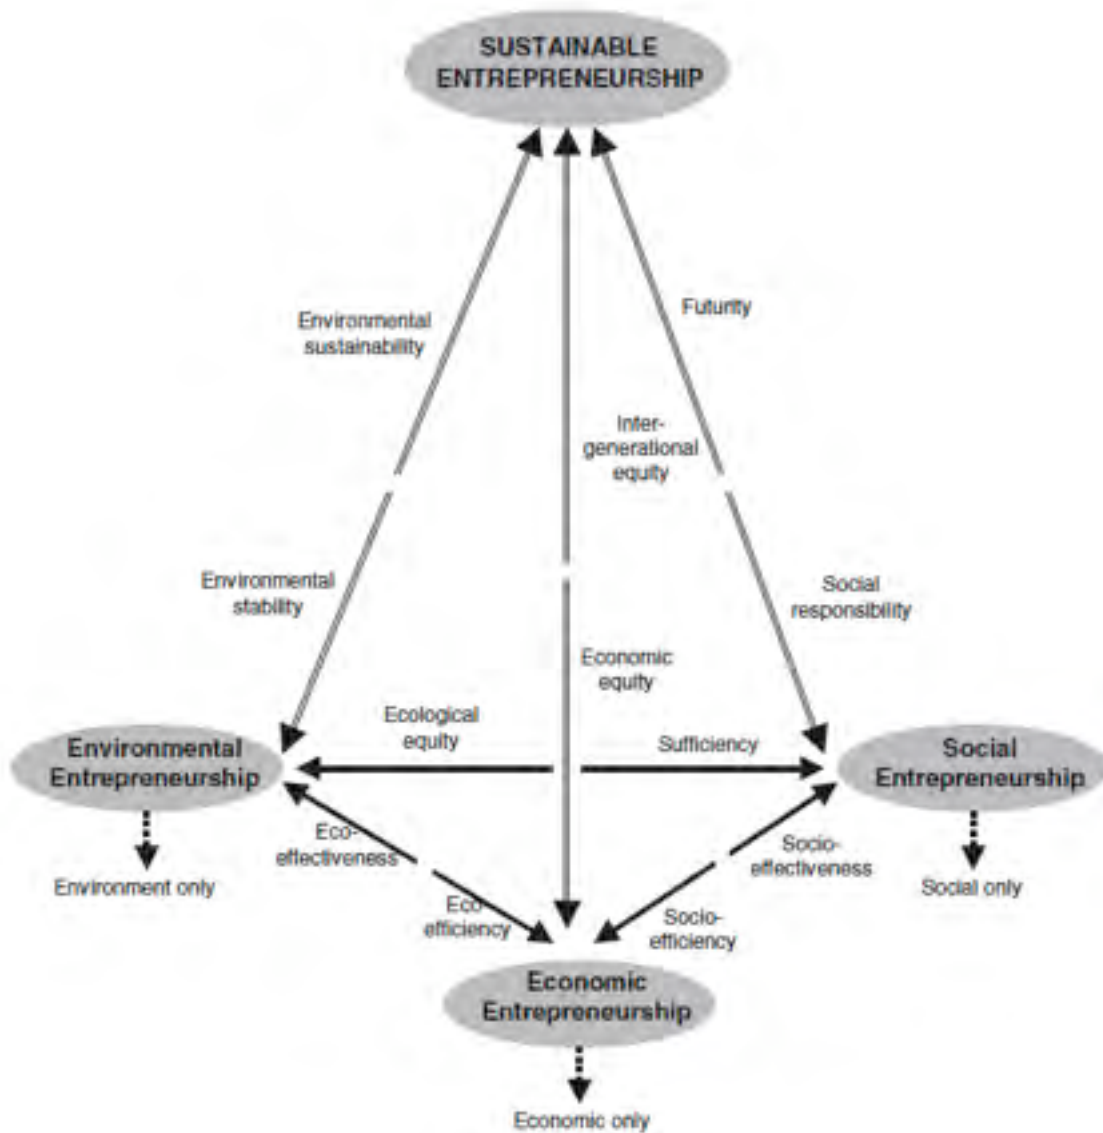 SUSTAINABLE
ENTREPRENEURSHIP
Environmental
sustainability
Futurity
Inter-
generational
equity
Environmental
stability
Social
responsibility
Economic
equity
Ecological
equity
Sufficiency
Environmental
Entrepreneurship
Social
Entrepreneurship
Eco-
effectiveness
Socio-
effectiveness
Environment only
Social only
Eco
efficiency
Socio-
efficiency
Economic
Entrepreneurship
Economic only